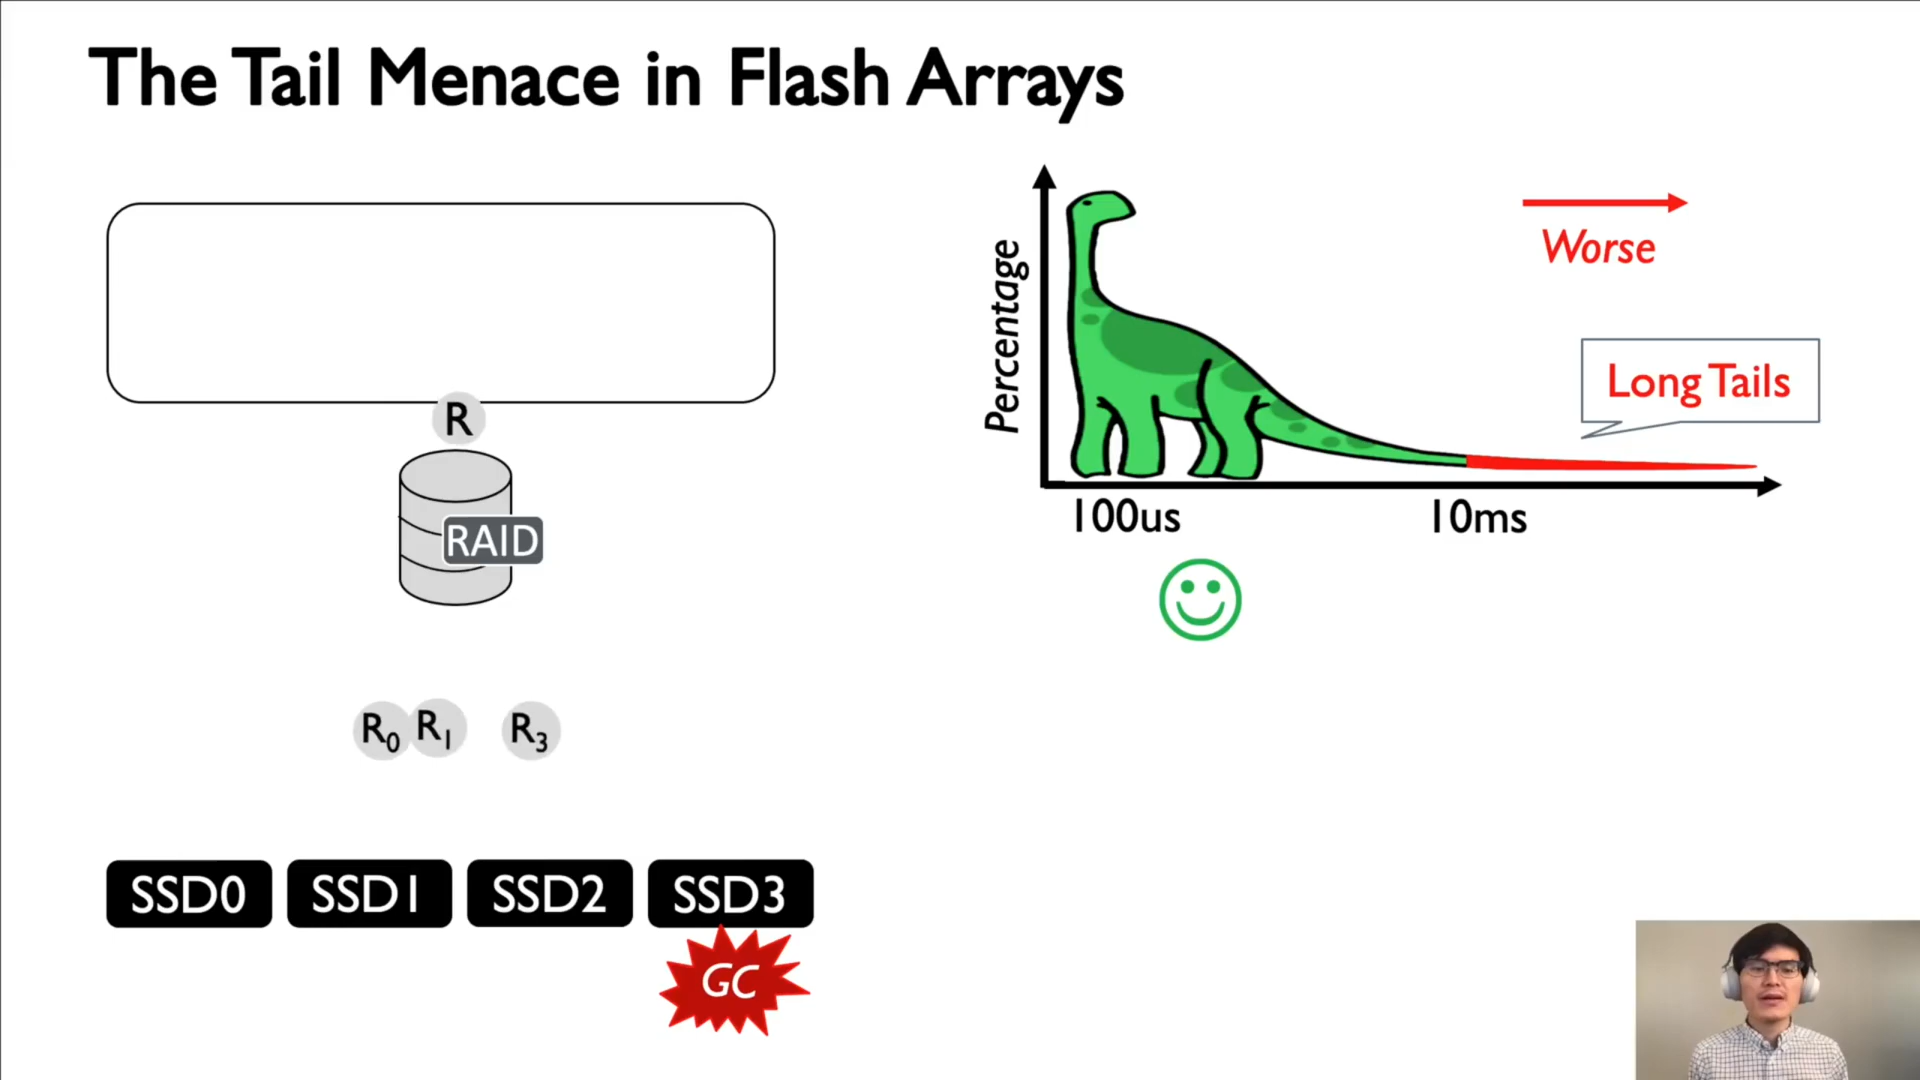 The Tail Menace in Flash Arrays
R
RAID
R0 R1 R3
SSD0 SSD1 SSD2 SSD3
GC
Percentage
Worse
Long Tails
100us 10ms